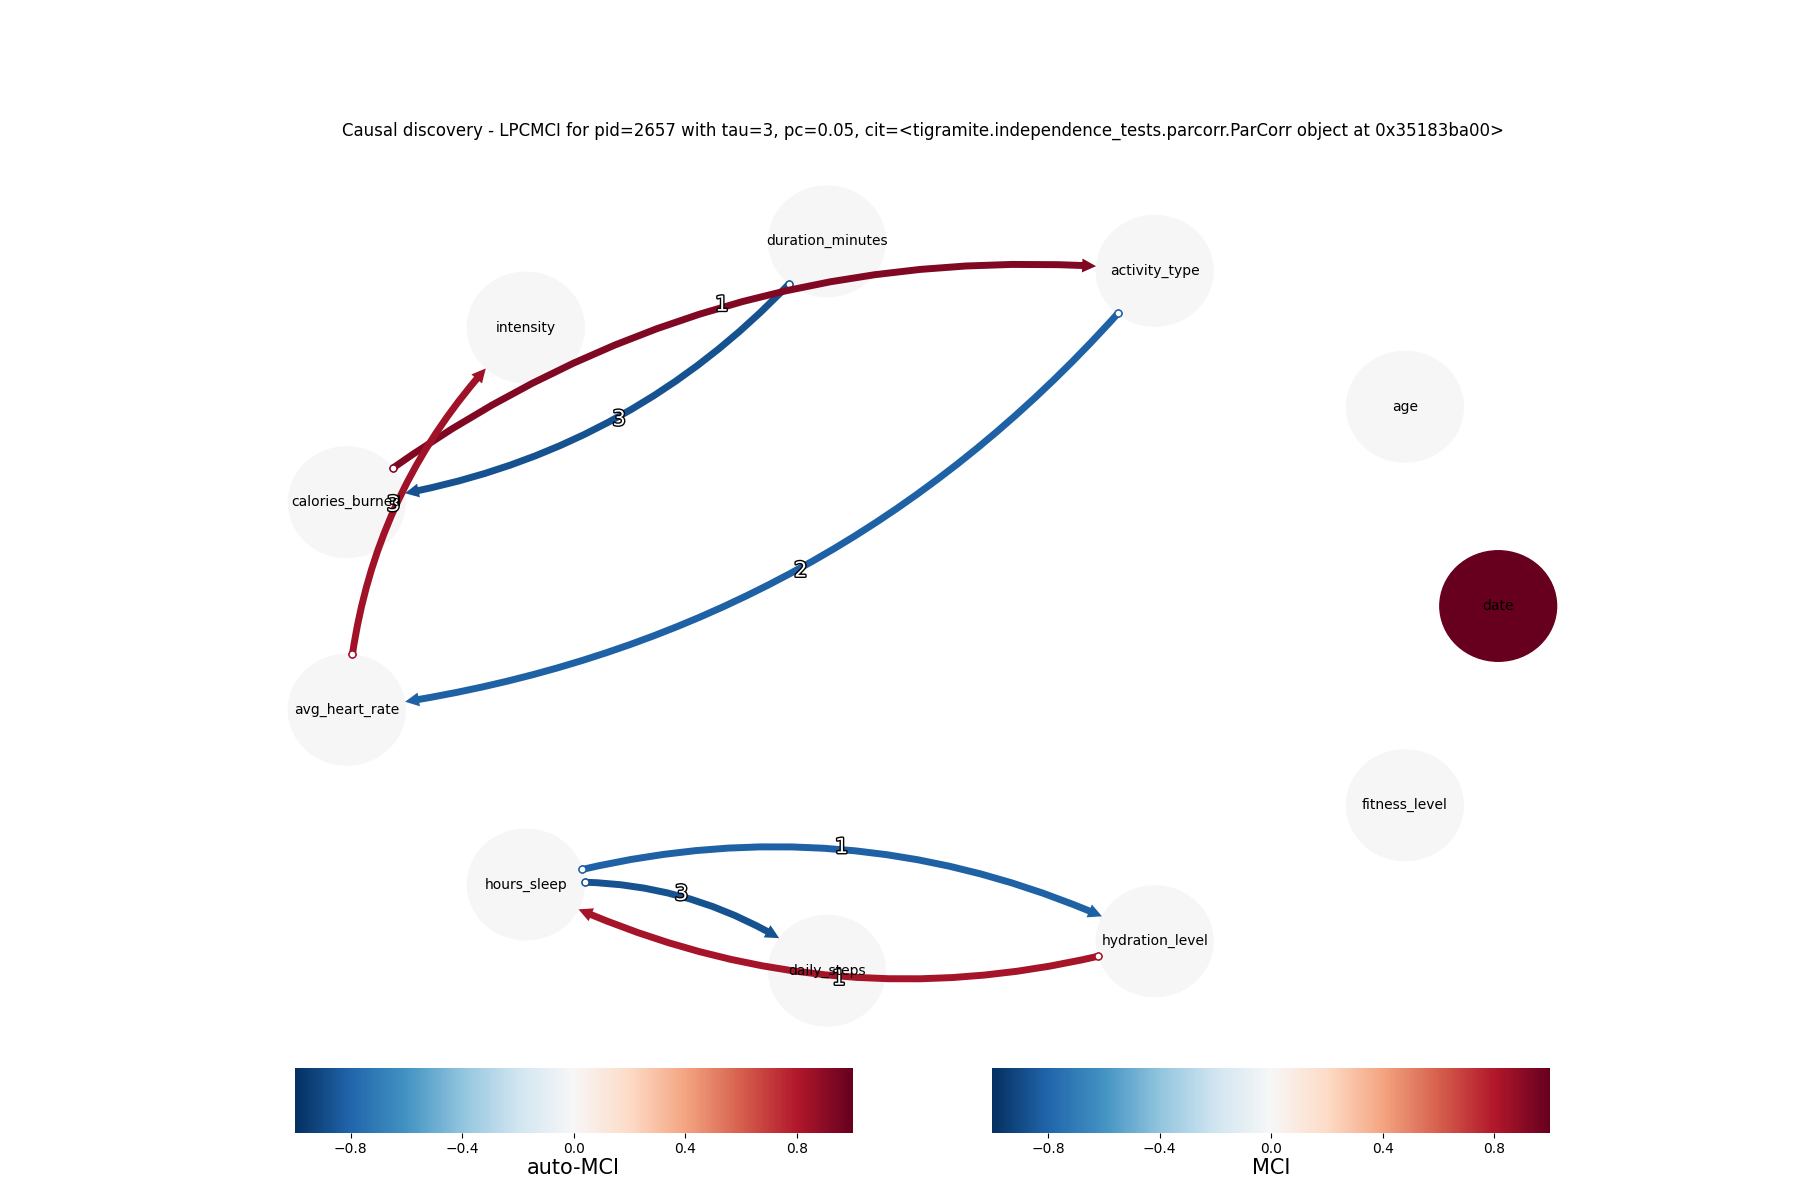 Causal discovery - LPCMCI for pid=2657 with tau=3, pc=0.05, cit=<tigramite.independence_tests.parcorr.ParCorr object at 0x35183ba00>
duration_minutes
activity_type
1
intensity
age
3
calories_burned
3
2
date
avg_heart_rate
fitness_level
1
hours_sleep
3
hydration_level
daily_steps
1
−0.8 −0.4 0.0 0.4 0.8
auto-MCI
−0.8 −0.4 0.0 0.4 0.8
MCI